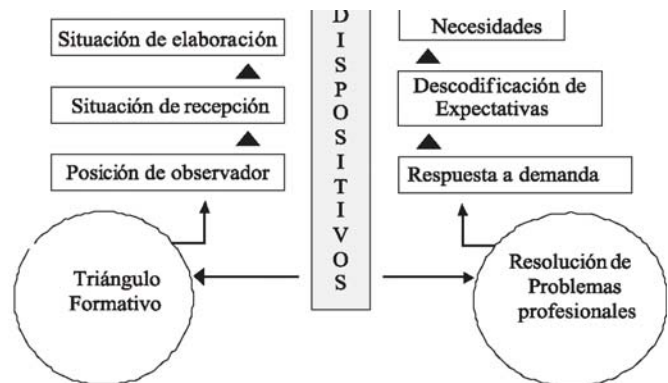 Situación de elaboración
Situación de recepción
Posición de observador
Triángulo
Formativo
D
I
S
P
O
S
I
T
I
V
O
S
Necesidades
Descodificación de
Expectativas
Respuesta a demanda
Resolución de
Problemas
profesionales